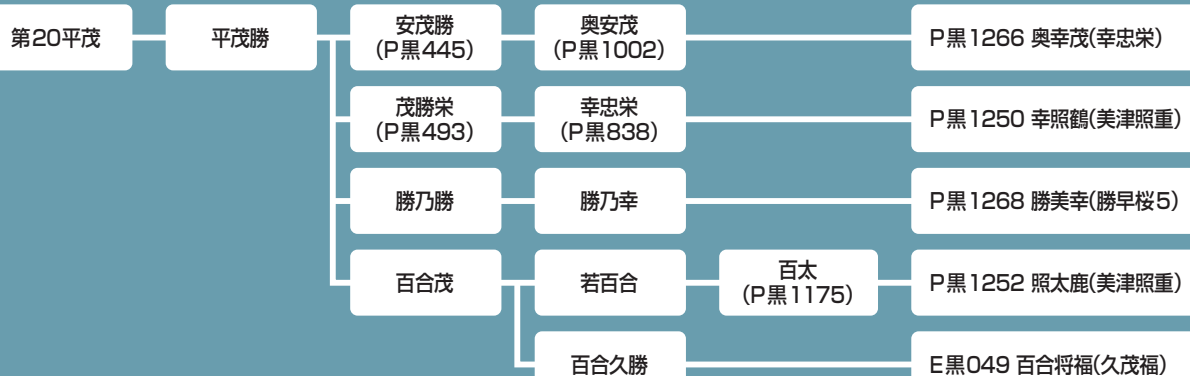 第20平茂
平茂勝
安茂勝
(P黒445)
奥安茂
(P黒1002)
P黒1266 奥幸茂(幸忠栄)
茂勝栄
(P黒493)
幸忠栄
(P黒838)
P黒1250 幸照鶴(美津照重)
勝乃勝
勝乃幸
P黒1268 勝美幸(勝早桜5)
百合茂
若百合
百太
(P黒1175)
P黒1252 照太鹿(美津照重)
百合久勝
E黒049 百合将福(久茂福)